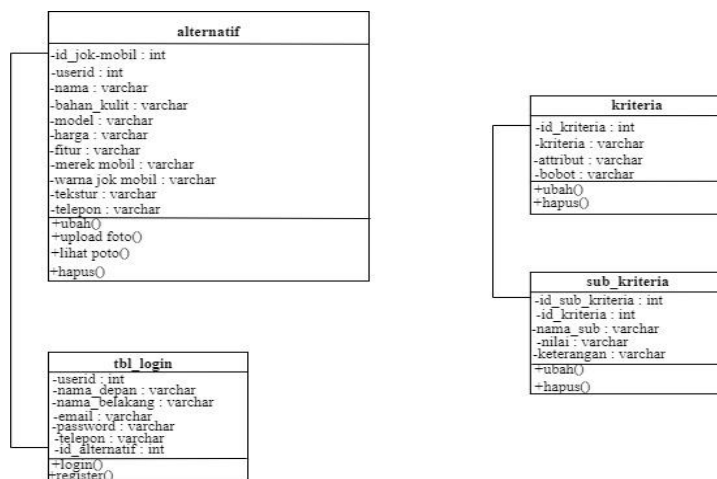 alternatif
-id_jok-mobil : int
-userid : int
-nama : varchar
-bahan_kulit : varchar
-model : varchar
-harga : varchar
-fitur : varchar
-merek mobil : varchar
-warna jok mobil : varchar
-tekstur : varchar
-telepon : varchar
+ubah()
+upload foto()
+lihat poto()
+hapus()
tbl_login
-userid : int
-nama_depan : varchar
-nama_belakang : varchar
-email : varchar
-password : varchar
-telepon : varchar
-id_alternatif : int
+login()
+register()
kriteria
-id_kriteria : int
-kriteria : varchar
-attribut : varchar
-bobot : varchar
+ubah()
+hapus()
sub_kriteria
-id_sub_kriteria : int
-id_kriteria : int
-nama_sub : varchar
-nilai : varchar
-keterangan : varchar
+ubah()
+hapus()